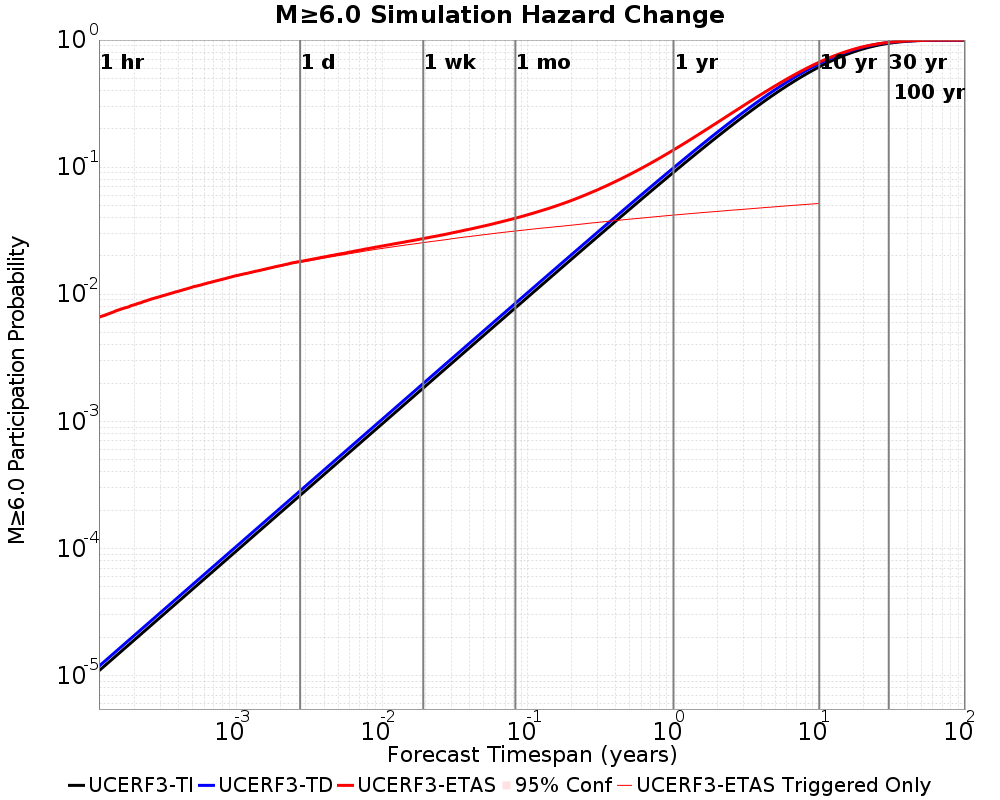 M≥6.0 Simulation Hazard Change
10^0
1 hr
1 d
1 wk
1 mo
1 yr
10 yr
30 yr
100 yr
10^-1
10^-2
10^-3
10^-4
10^-5
M≥6.0 Participation Probability
10^-3
10^-2
10^-1
10^0
10^1
10^2
Forecast Timespan (years)
UCERF3-TI UCERF3-TD UCERF3-ETAS 95% Conf UCERF3-ETAS Triggered Only